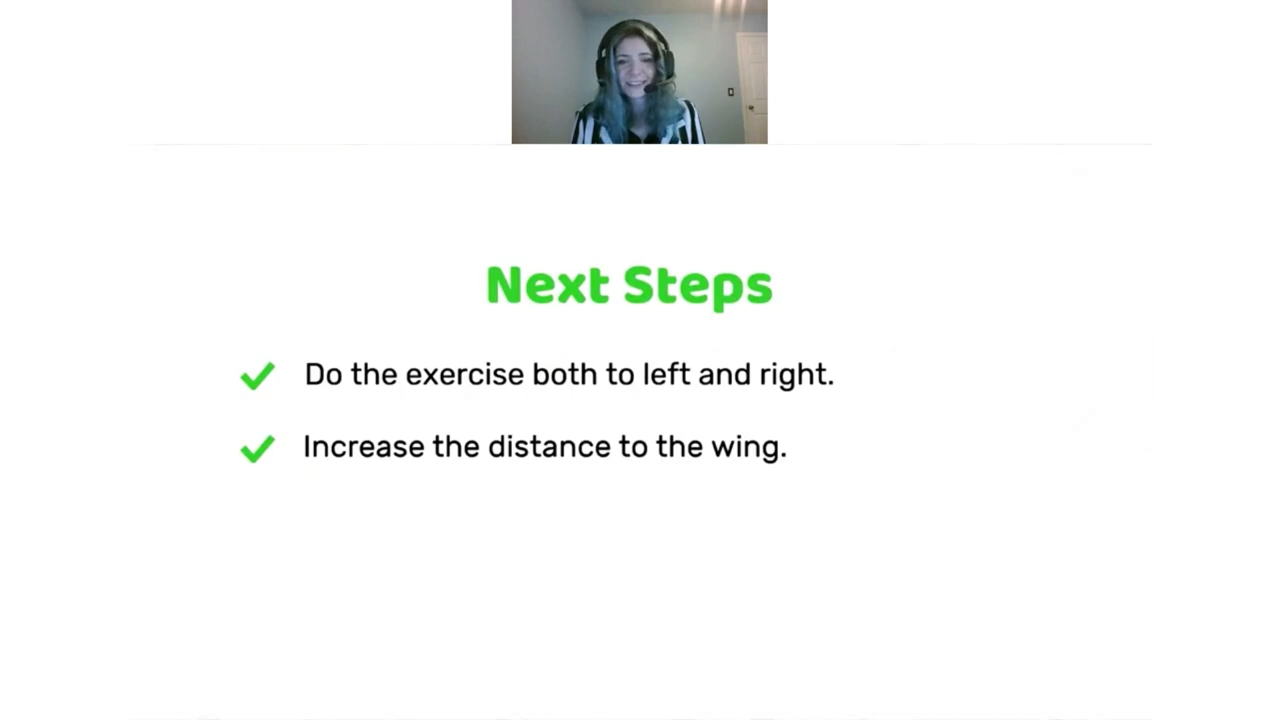 Next Steps
Do the exercise both to left and right.
Increase the distance to the wing.